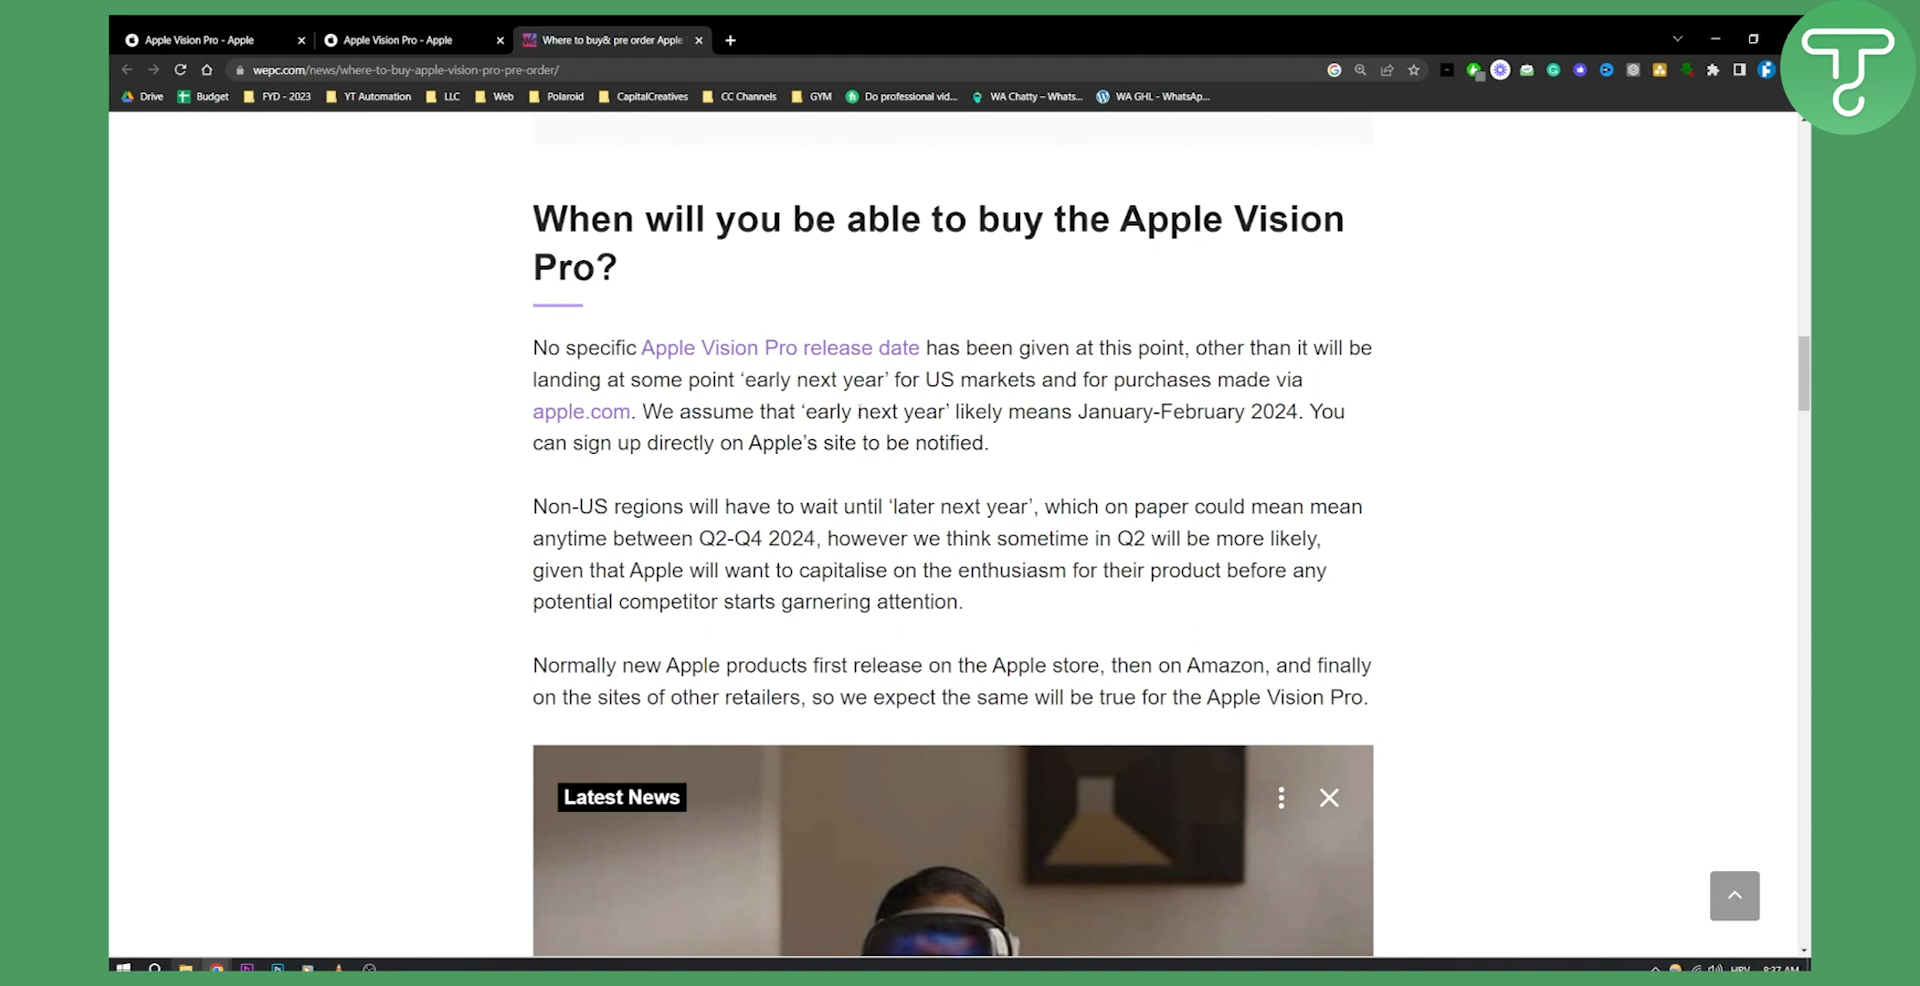 Apple Vision Pro - Apple
Apple Vision Pro - Apple
Where to buy& pre order Apple
wepc.com/news/where-to-buy-apple-vision-pro-pre-order/
Drive Budget FYD - 2023 YT Automation LLC Web Polaroid CapitalCreatives CC Channels GYM Do professional vid... WA Chatty – Whats... WA GHL - WhatsAp...
When will you be able to buy the Apple Vision
Pro?
No specific Apple Vision Pro release date has been given at this point, other than it will be
landing at some point ‘early next year’ for US markets and for purchases made via
apple.com. We assume that ‘early next year’ likely means January-February 2024. You
can sign up directly on Apple’s site to be notified.
Non-US regions will have to wait until ‘later next year’, which on paper could mean mean
anytime between Q2-Q4 2024, however we think sometime in Q2 will be more likely,
given that Apple will want to capitalise on the enthusiasm for their product before any
potential competitor starts garnering attention.
Normally new Apple products first release on the Apple store, then on Amazon, and finally
on the sites of other retailers, so we expect the same will be true for the Apple Vision Pro.
Latest News
HRV 8:37 AM